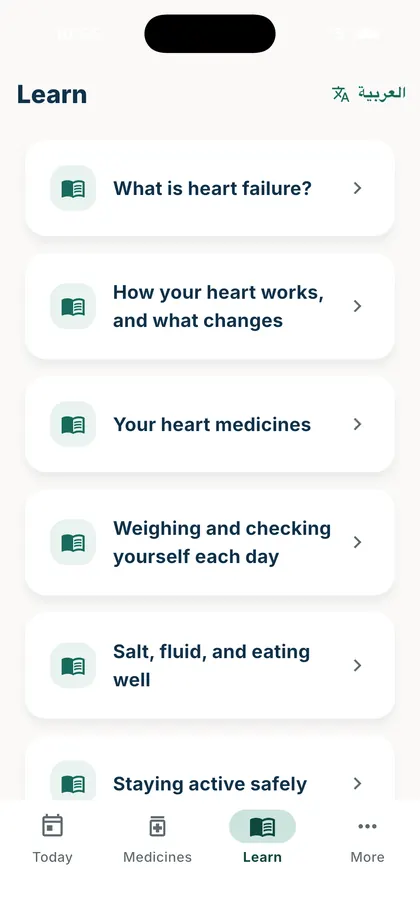 Learn
العربية
What is heart failure?
How your heart works,
and what changes
Your heart medicines
Weighing and checking
yourself each day
Salt, fluid, and eating
well
Staying active safely
Today
Medicines
Learn
More